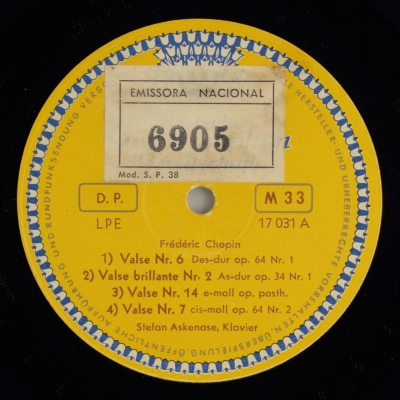 EMISSORA NACIONAL
6905
Mod. S. P. 38
D. P.
M 33
LPE
17 031 A
Frédéric Chopin
1) Valse Nr. 6 Des-dur op. 64 Nr. 1
2) Valse brillante Nr. 2 As-dur op. 34 Nr. 1
3) Valse Nr. 14 e-moll op. posth.
4) Valse Nr. 7 cis-moll op. 64 Nr. 2
Stefan Askenase, Klavier
HERSTELLER- UND URHEBERRECHTE VORBEHALTEN. ÜBERSPIELUNG, ÖFFENTLICHE AUFFÜHRUNG UND RUNDFUNKSENDUNG